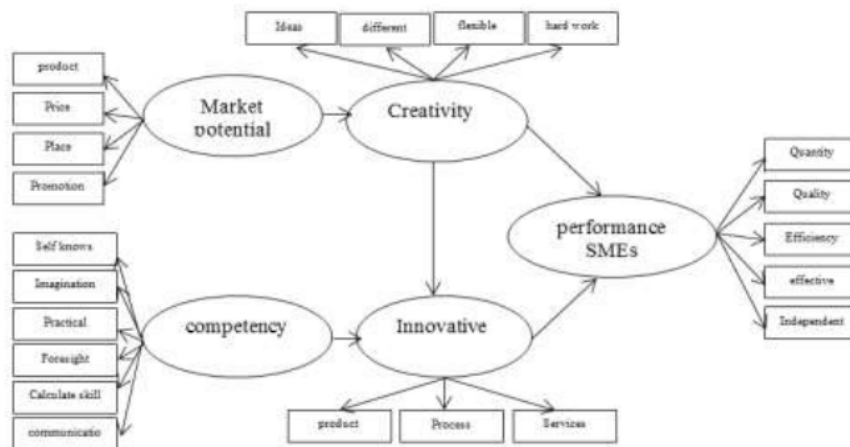 Ideas
different
flexible
hard work
product
Price
Place
Promotion
Market
potential
Creativity
Quantity
Quality
Efficiency
effective
Independent
performance
SMEs
Self knows
Imagination
Practical
Foresight
Calculate skill
communicatio
competency
Innovative
product
Process
Services